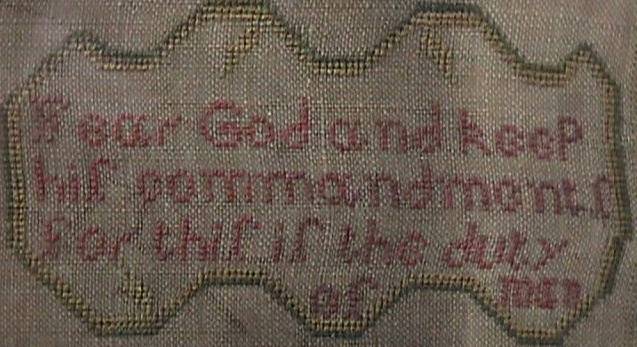 Fear God and keep
hiſ commandmentſ
For thiſ iſ the duty
of man